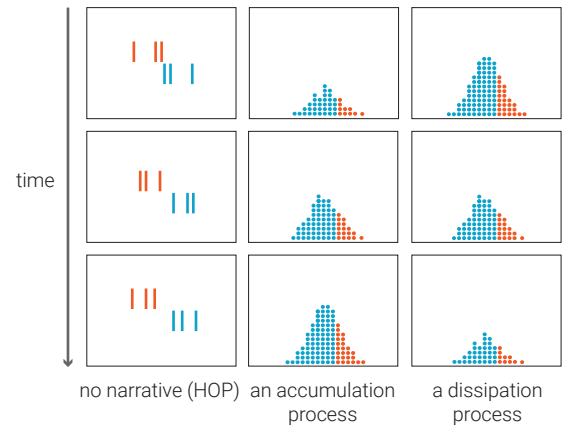 time
no narrative (HOP)
an accumulation
process
a dissipation
process